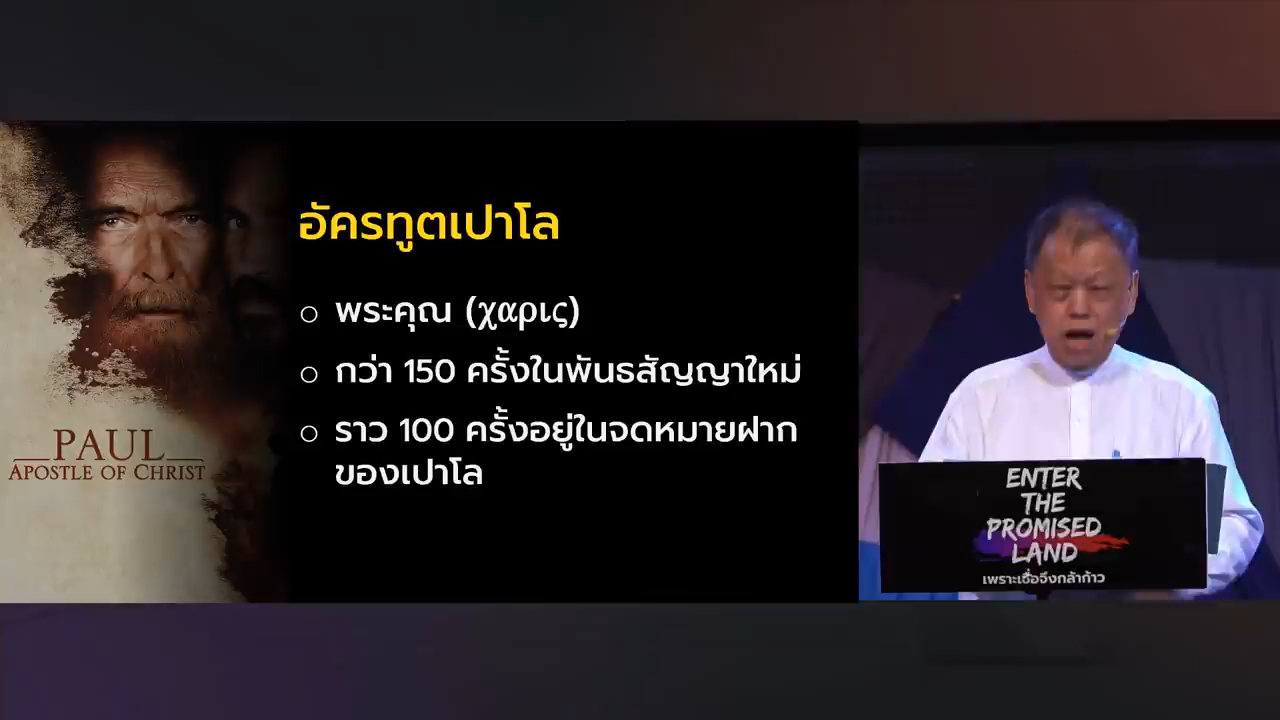 อัครทูตเปาโล
พระคุณ (χαρις)
กว่า 150 ครั้งในพันธสัญญาใหม่
ราว 100 ครั้งอยู่ในจดหมายฝาก
ของเปาโล
PAUL
APOSTLE OF CHRIST
ENTER
THE
PROMISED
LAND
เพราะเชื่อจึงกล้าก้าว